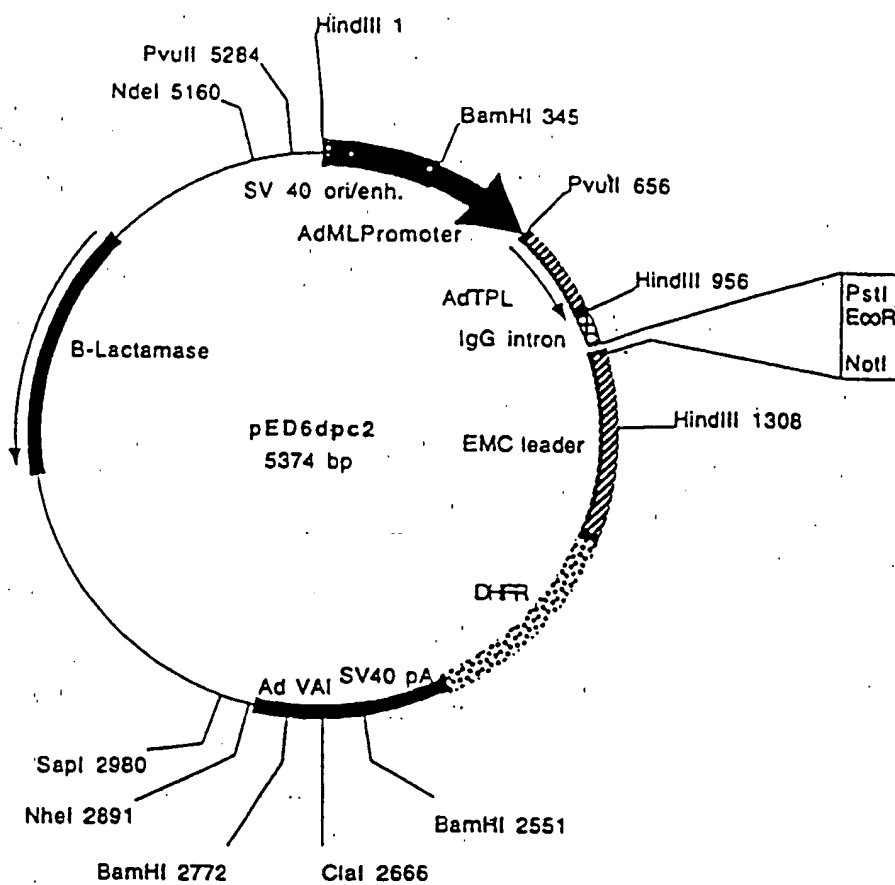 HindIII 1
PvuII 5284
NdeI 5160
BamHI 345
SV 40 ori/enh.
PvuII 656
AdMLPromoter
HindIII 956
AdTPL
PstI
EcoR
IgG intron
NotI
B-Lactamase
HindIII 1308
pED6dpc2
EMC leader
5374 bp
DHFR
SV40 pA
Ad VAI
SapI 2980
NheI 2891
BamHI 2551
BamHI 2772
ClaI 2666